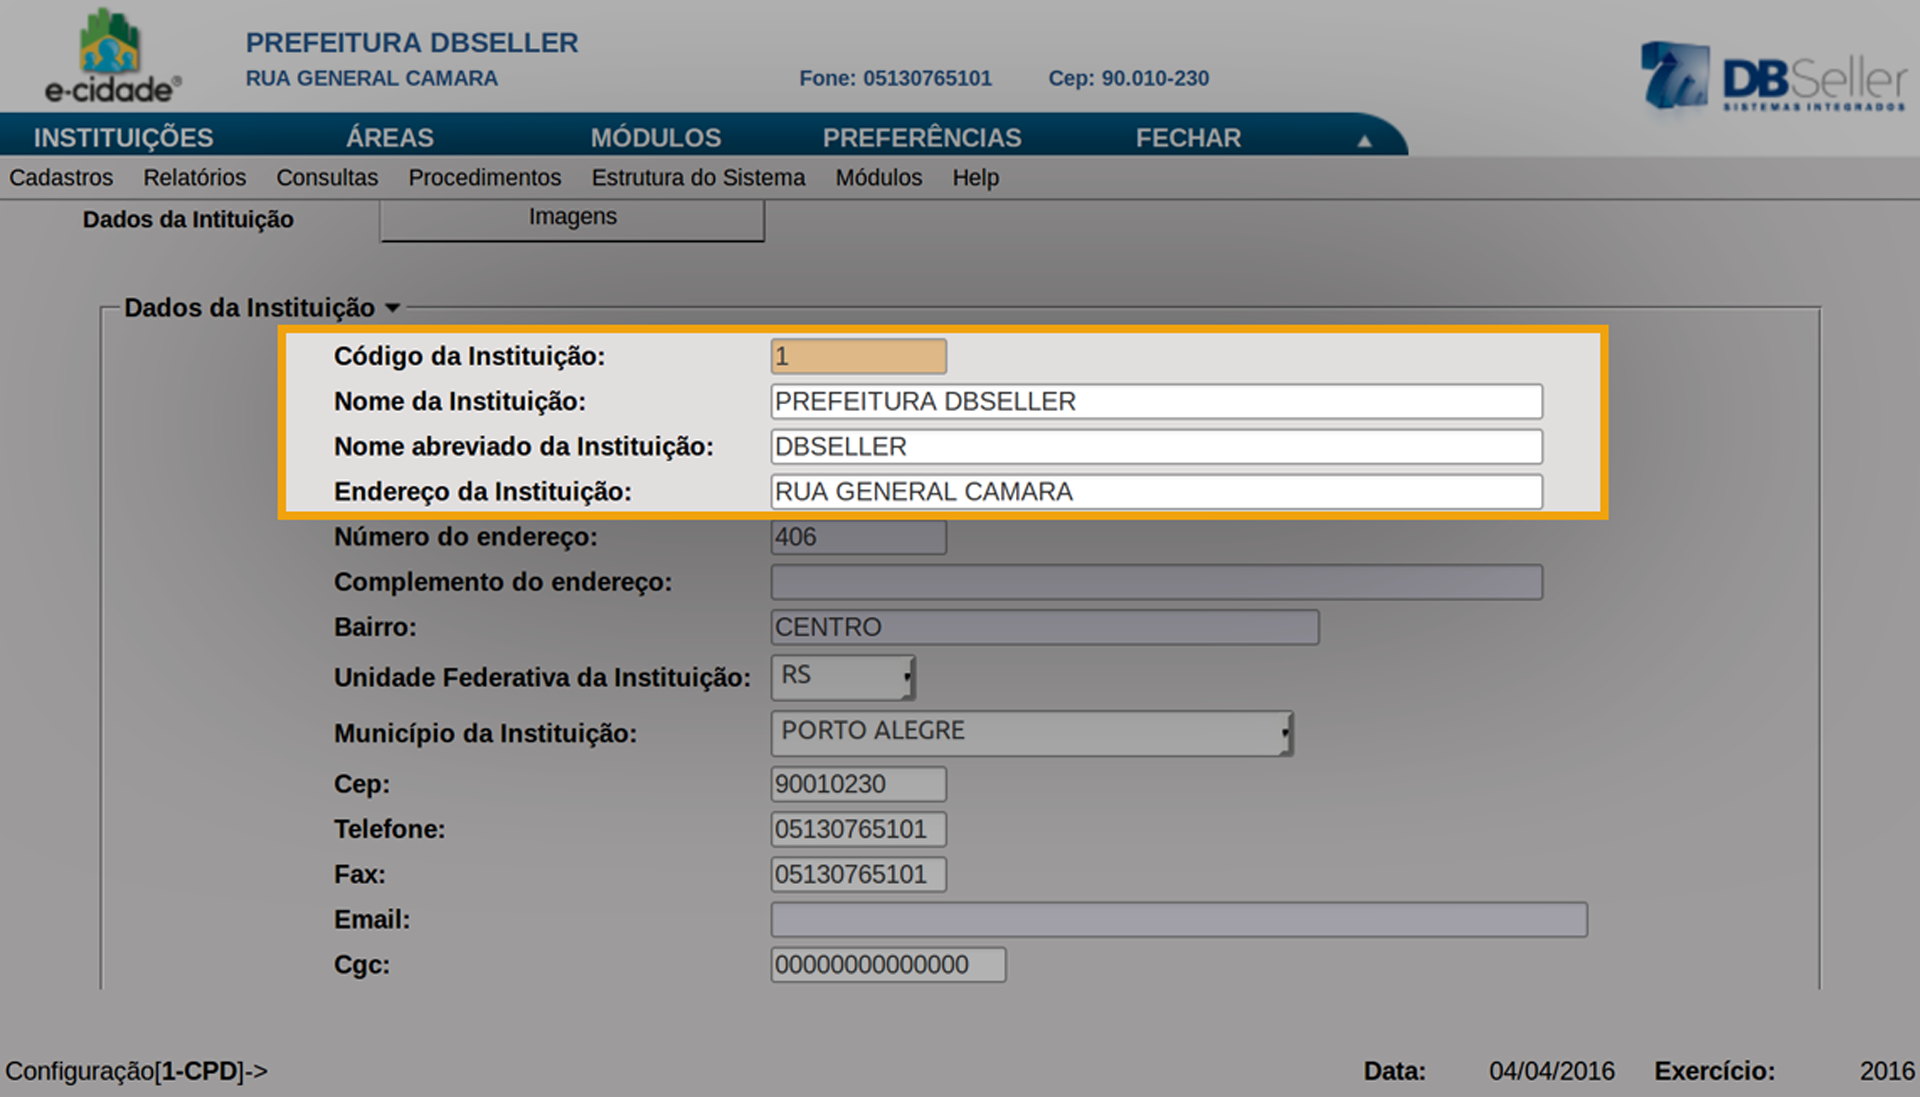 e-cidade®
PREFEITURA DBSELLER
RUA GENERAL CAMARA Fone: 05130765101 Cep: 90.010-230
DBSeller
SISTEMAS INTEGRADOS
INSTITUIÇÕES ÁREAS MÓDULOS PREFERÊNCIAS FECHAR ▲
Cadastros Relatórios Consultas Procedimentos Estrutura do Sistema Módulos Help
Dados da Intituição Imagens
Dados da Instituição
Código da Instituição: 1
Nome da Instituição: PREFEITURA DBSELLER
Nome abreviado da Instituição: DBSELLER
Endereço da Instituição: RUA GENERAL CAMARA
Número do endereço: 406
Complemento do endereço:
Bairro: CENTRO
Unidade Federativa da Instituição: RS
Município da Instituição: PORTO ALEGRE
Cep: 90010230
Telefone: 05130765101
Fax: 05130765101
Email:
Cgc: 00000000000000
Configuração[1-CPD]-> Data: 04/04/2016 Exercício: 2016